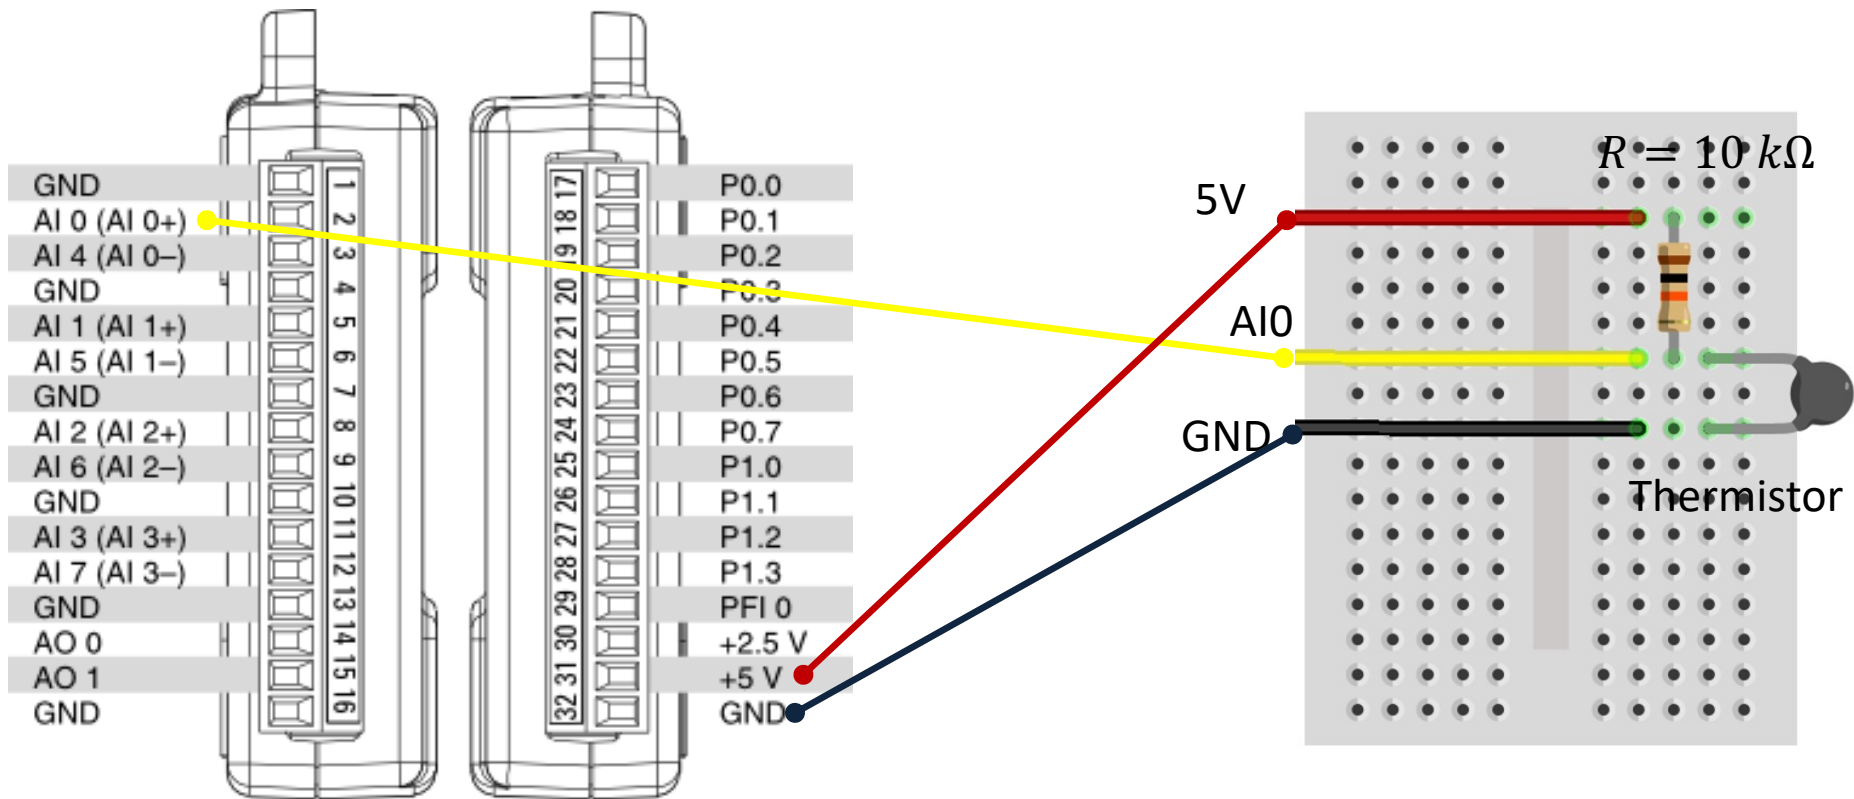 GND
AI 0 (AI 0+)
AI 4 (AI 0–)
GND
AI 1 (AI 1+)
AI 5 (AI 1–)
GND
AI 2 (AI 2+)
AI 6 (AI 2–)
GND
AI 3 (AI 3+)
AI 7 (AI 3–)
GND
AO 0
AO 1
GND
1
2
3
4
5
6
7
8
9
10
11
12
13
14
15
16
17
18
19
20
21
22
23
24
25
26
27
28
29
30
31
32
P0.0
P0.1
P0.2
P0.3
P0.4
P0.5
P0.6
P0.7
P1.0
P1.1
P1.2
P1.3
PFI 0
+2.5 V
+5 V
GND
5V
AI0
GND
R = 10 kΩ
Thermistor